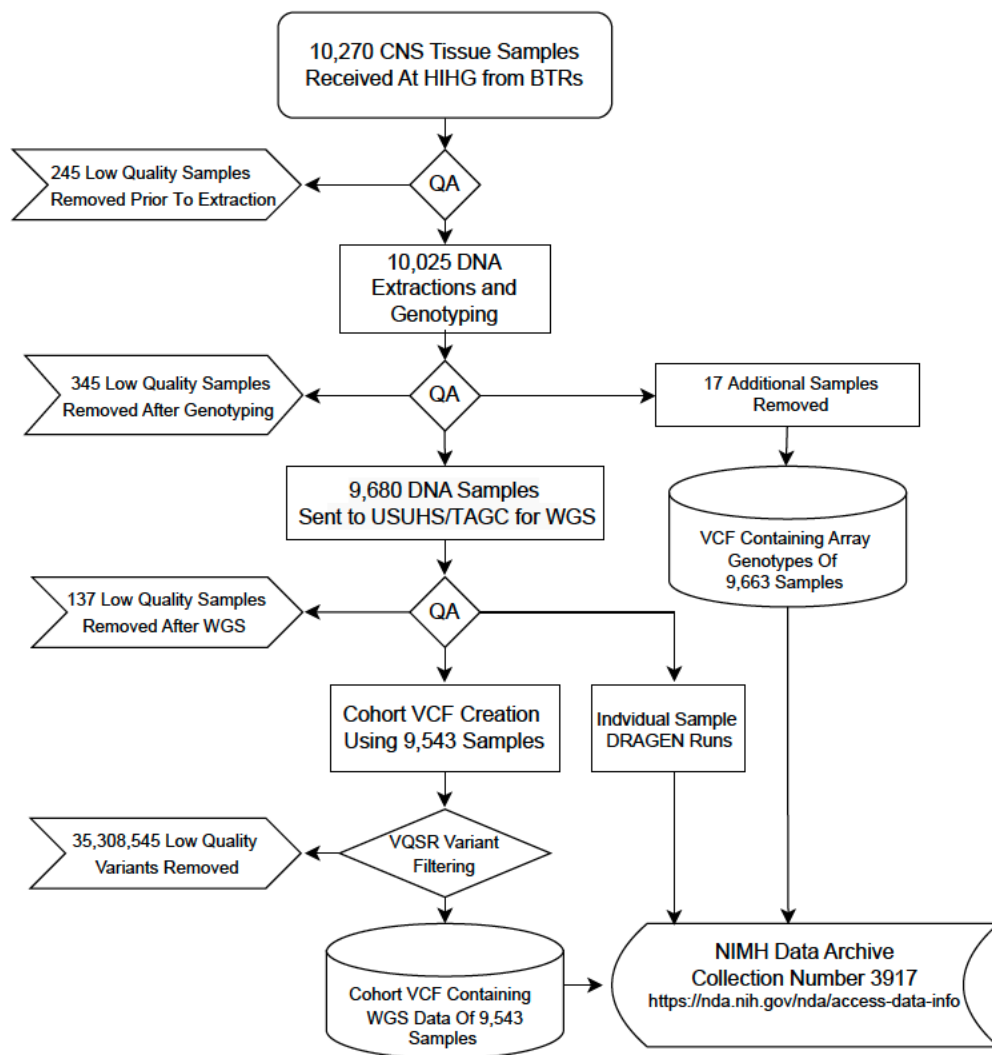 10,270 CNS Tissue Samples
Received At HIHG from BTRs
245 Low Quality Samples
Removed Prior To Extraction
QA
10,025 DNA
Extractions and
Genotyping
345 Low Quality Samples
Removed After Genotyping
QA
17 Additional Samples
Removed
9,680 DNA Samples
Sent to USUHS/TAGC for WGS
VCF Containing Array
Genotypes Of
9,663 Samples
137 Low Quality Samples
Removed After WGS
QA
Cohort VCF Creation
Using 9,543 Samples
Indvidual Sample
DRAGEN Runs
35,308,545 Low Quality
Variants Removed
VQSR Variant
Filtering
Cohort VCF Containing
WGS Data Of 9,543
Samples
NIMH Data Archive
Collection Number 3917
https://nda.nih.gov/nda/access-data-info